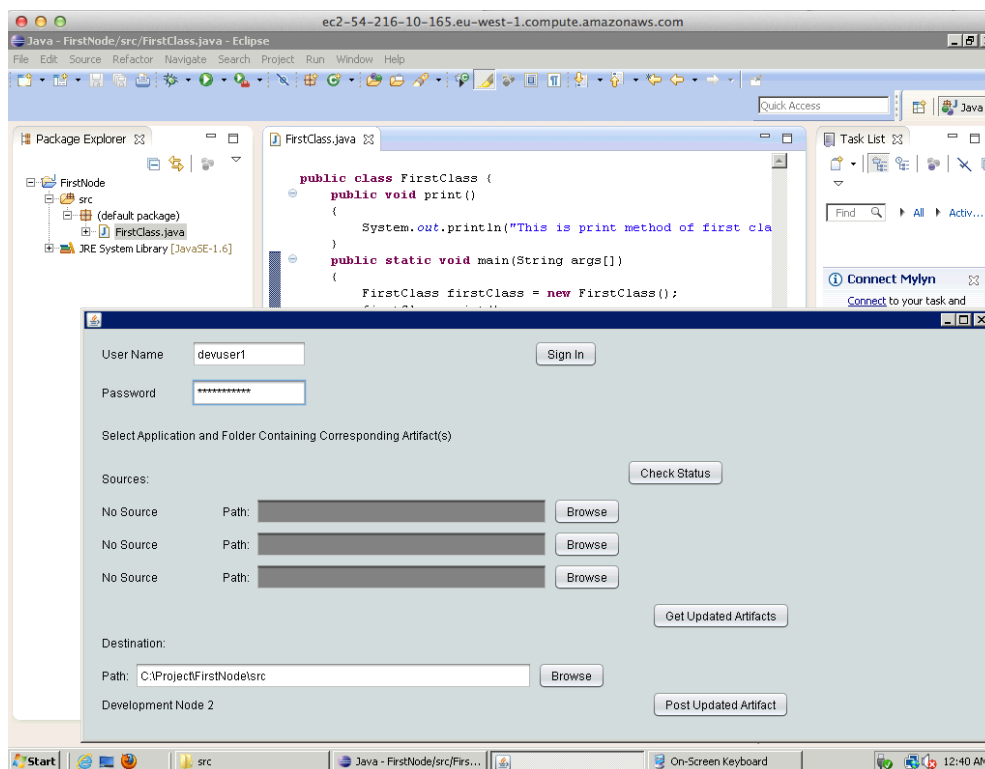 ec2-54-216-10-165.eu-west-1.compute.amazonaws.com
Java - FirstNode/src/FirstClass.java - Eclipse
File Edit Source Refactor Navigate Search Project Run Window Help
Quick Access
Java
Package Explorer
FirstNode
src
(default package)
FirstClass.java
JRE System Library [JavaSE-1.6]
FirstClass.java
public class FirstClass {
public void print()
{
System.out.println("This is print method of first cla
}
public static void main(String args[])
{
FirstClass firstClass = new FirstClass();
Task List
Find All Activ...
Connect Mylyn
Connect to your task and
User Name devuser1 Sign In
Password ***********
Select Application and Folder Containing Corresponding Artifact(s)
Check Status
Sources:
No Source Path: Browse
No Source Path: Browse
No Source Path: Browse
Get Updated Artifacts
Destination:
Path: C:\Project\FirstNode\src Browse
Development Node 2 Post Updated Artifact
Start src Java - FirstNode/src/Firs... On-Screen Keyboard 12:40 AM